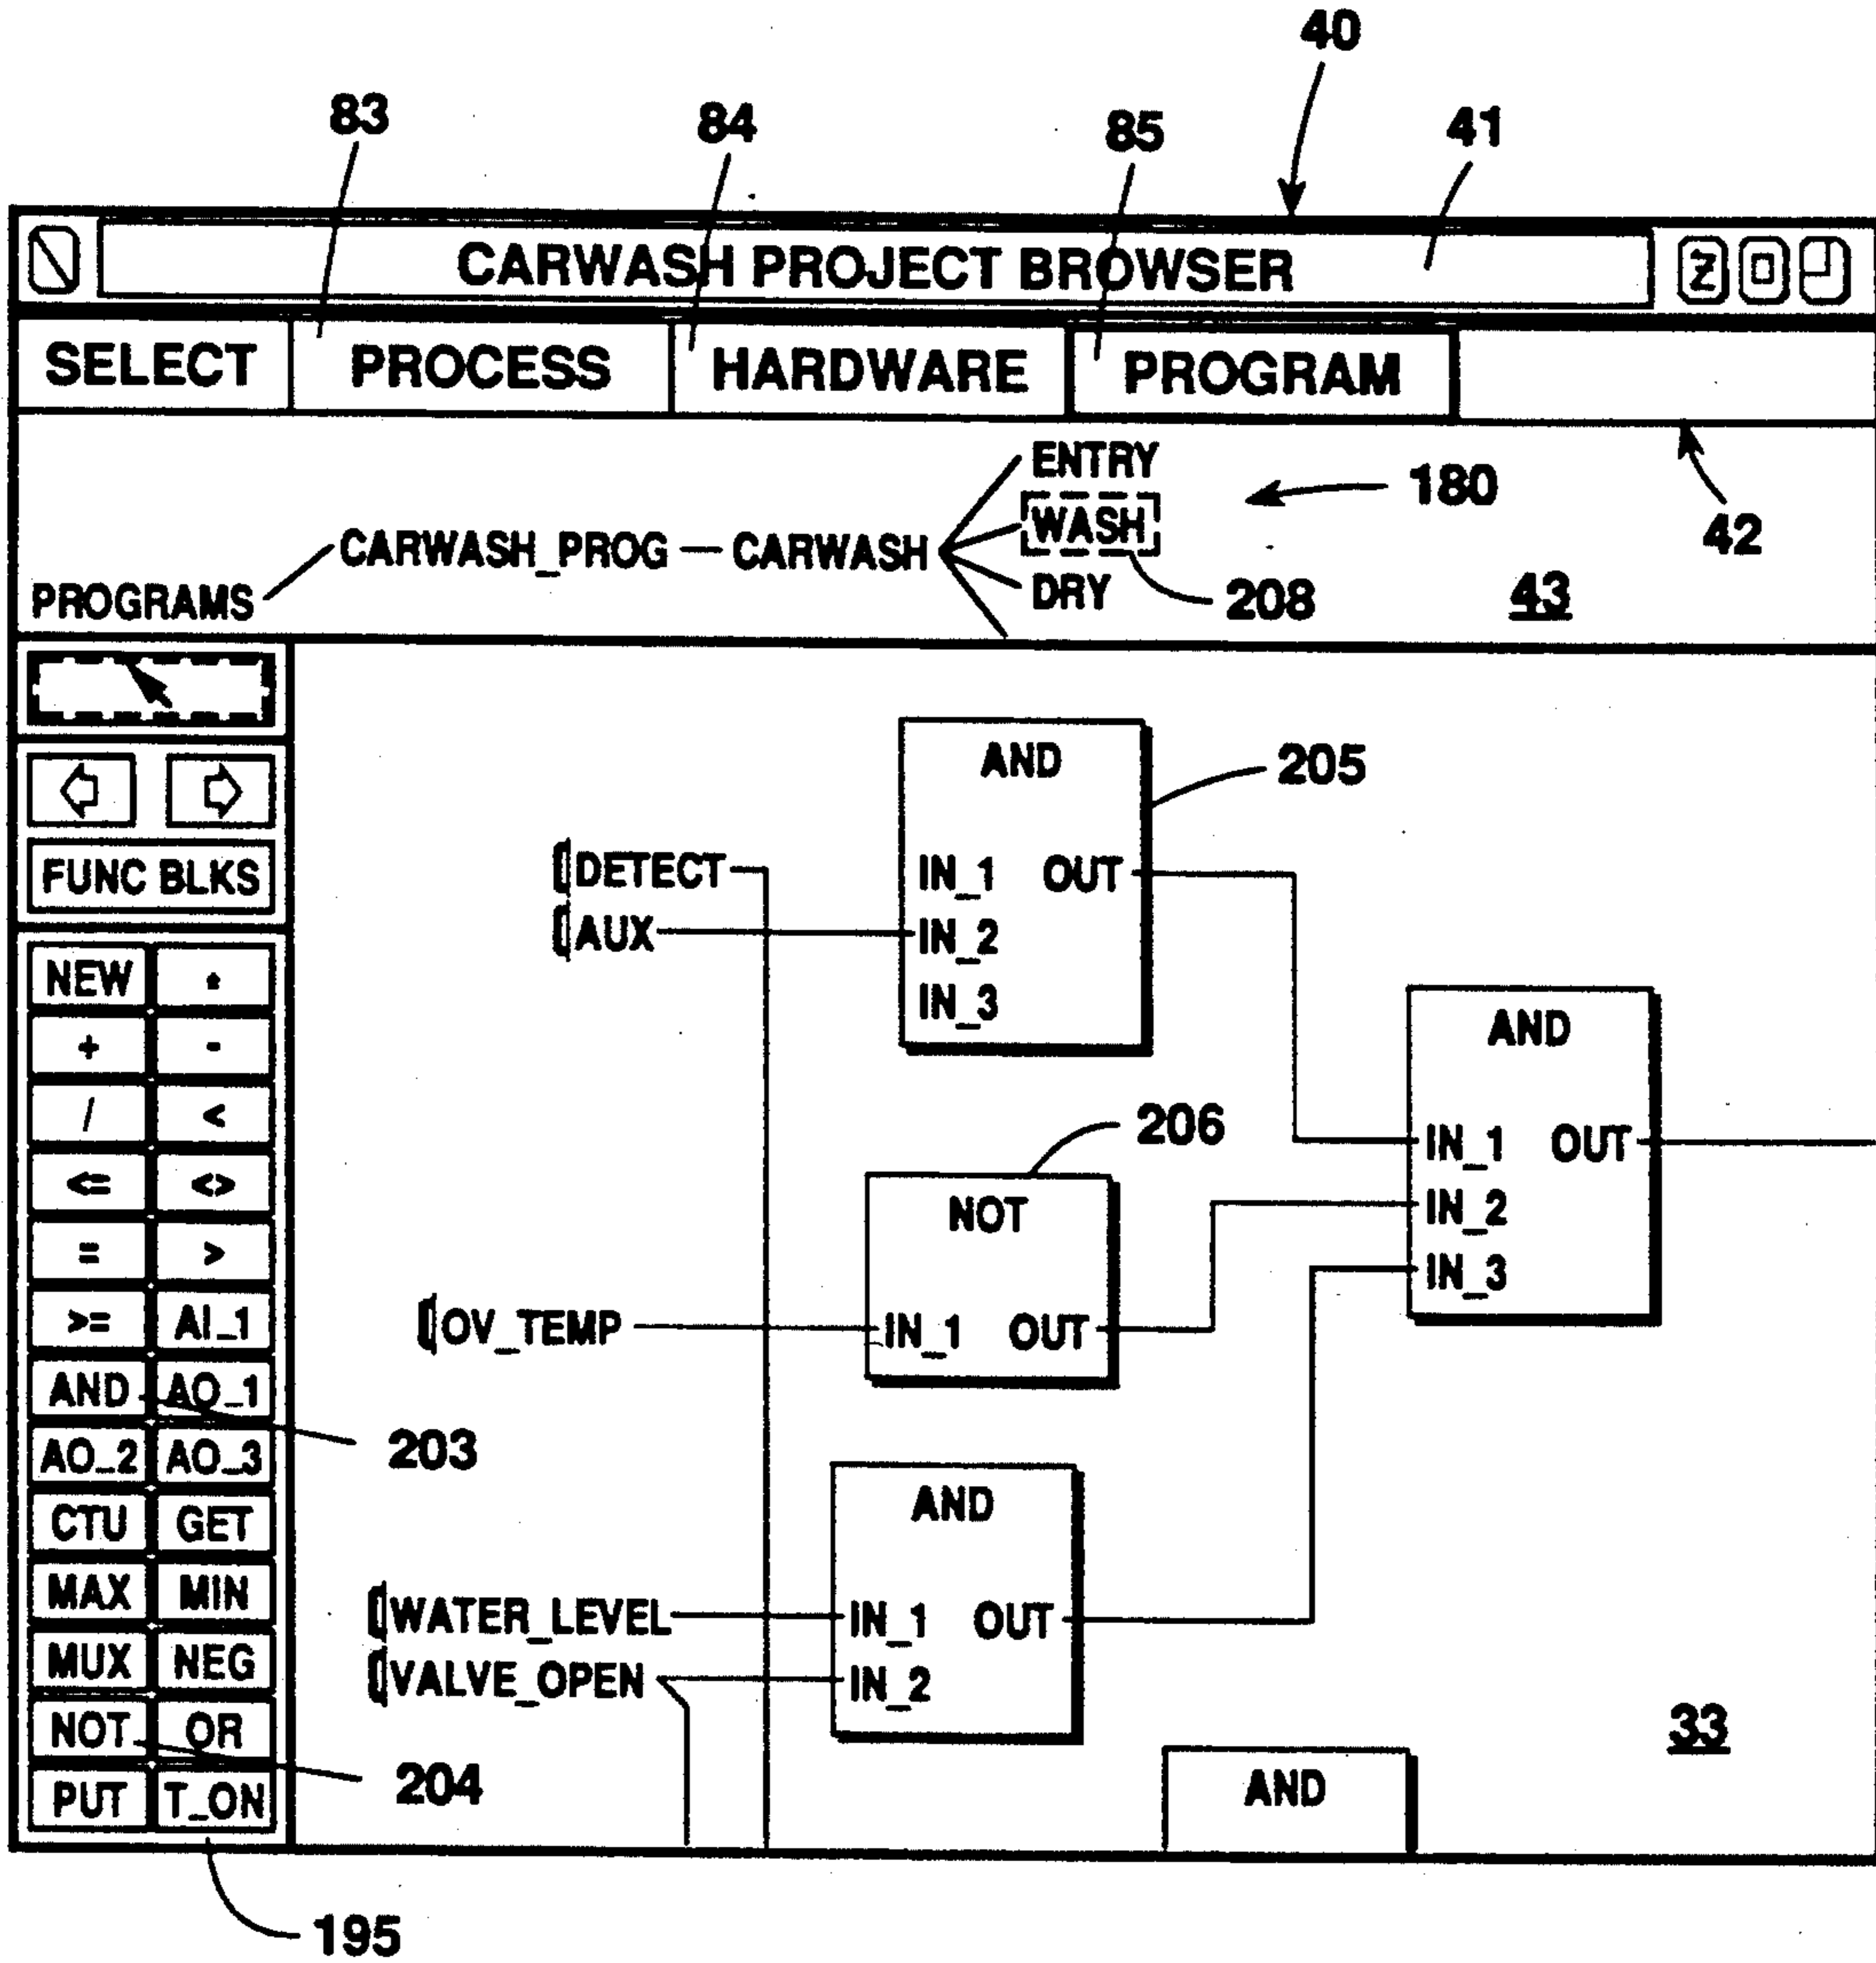 40
83 84 85 41
CARWASH PROJECT BROWSER
Z
SELECT PROCESS HARDWARE PROGRAM
42
PROGRAMS CARWASH_PROG CARWASH
ENTRY
WASH
DRY
180
208
43
FUNC BLKS
NEW *
+ -
/ <
<= <>
= >
>= AI_1
AND AO_1
AO_2 AO_3
CTU GET
MAX MIN
MUX NEG
NOT OR
PUT T_ON
203
204
195
DETECT
AUX
AND
IN_1 OUT
IN_2
IN_3
205
OV_TEMP
NOT
IN_1 OUT
206
WATER_LEVEL
VALVE_OPEN
AND
IN_1 OUT
IN_2
AND
IN_1 OUT
IN_2
IN_3
AND
33